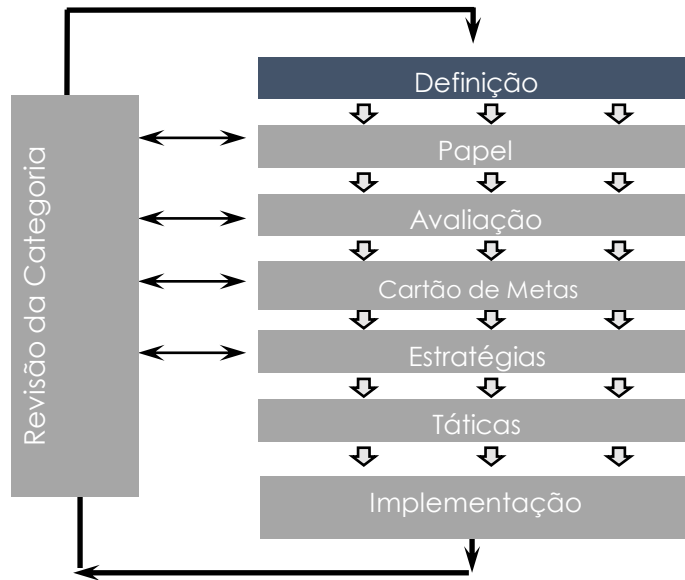 Definição
Papel
Avaliação
Cartão de Metas
Estratégias
Táticas
Implementação
Revisão da Categoria